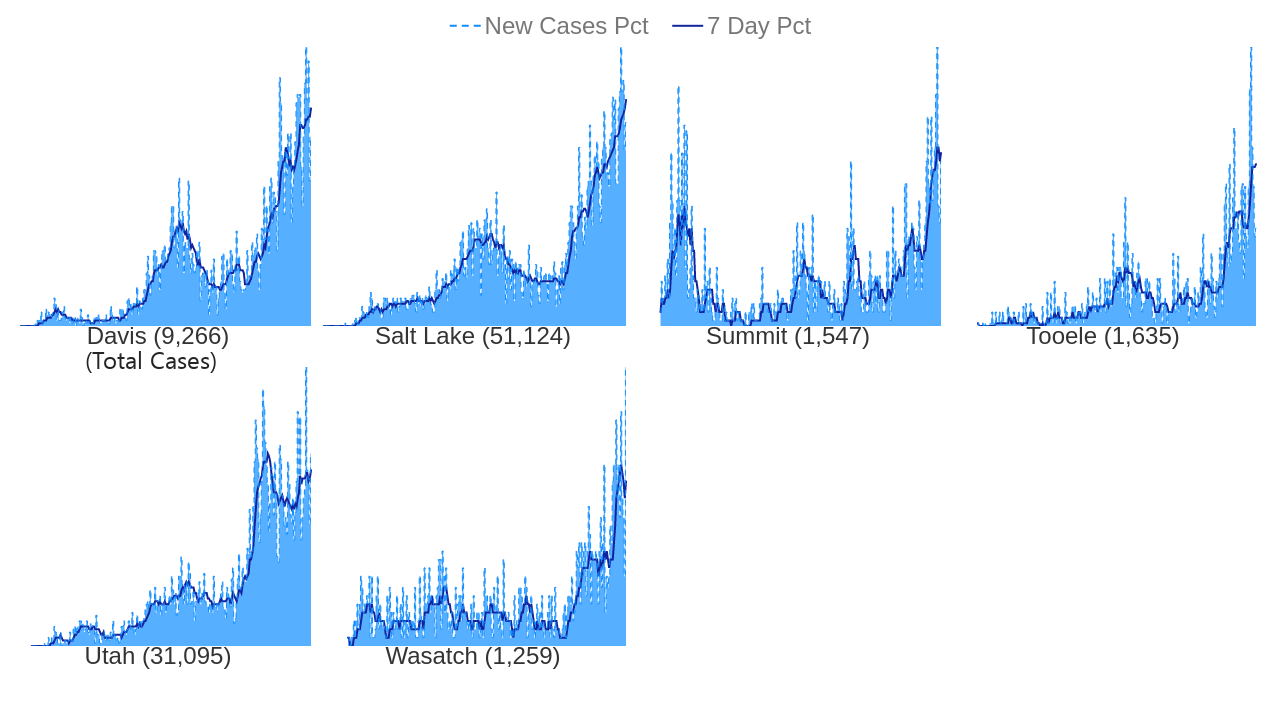 New Cases Pct 7 Day Pct
Davis (9,266)
(Total Cases)
Salt Lake (51,124)
Summit (1,547)
Tooele (1,635)
Utah (31,095)
Wasatch (1,259)